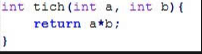 int tich(int a, int b){
    return a*b;
}